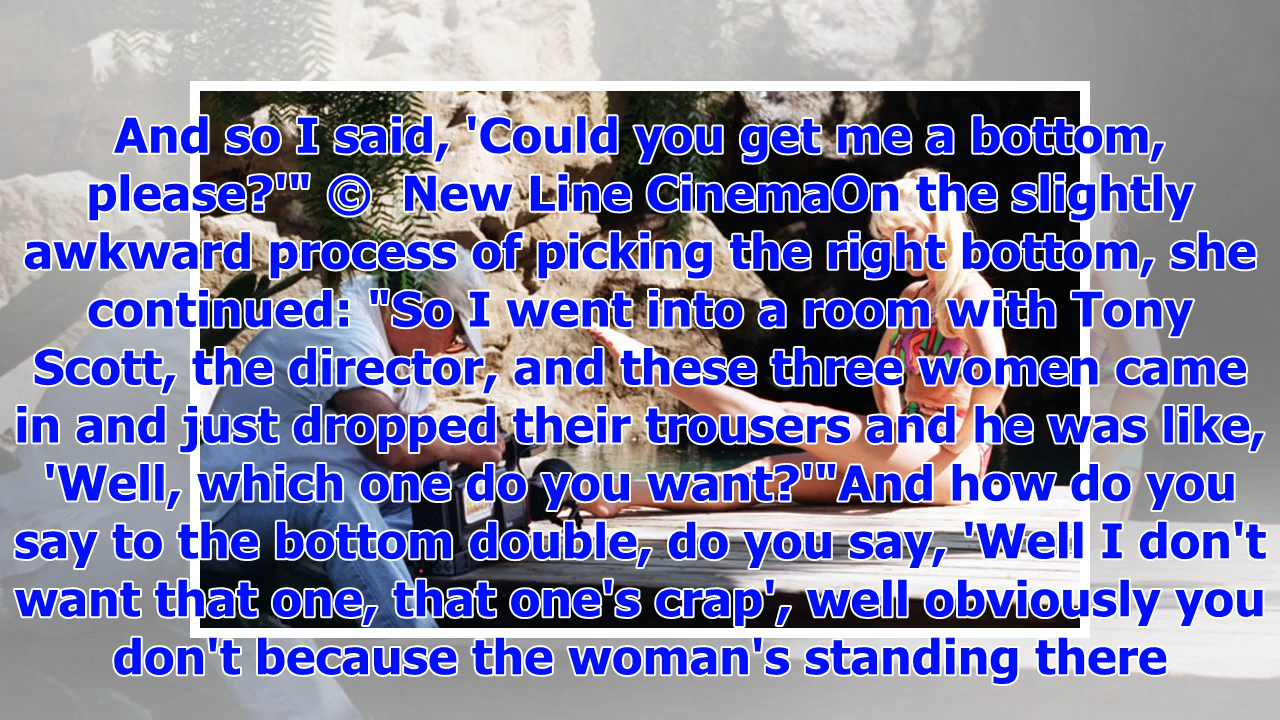 And so I said, 'Could you get me a bottom,
please?'" © New Line CinemaOn the slightly
awkward process of picking the right bottom, she
continued: "So I went into a room with Tony
Scott, the director, and these three women came
in and just dropped their trousers and he was like,
'Well, which one do you want?'"And how do you
say to the bottom double, do you say, 'Well I don't
want that one, that one's crap', well obviously you
don't because the woman's standing there